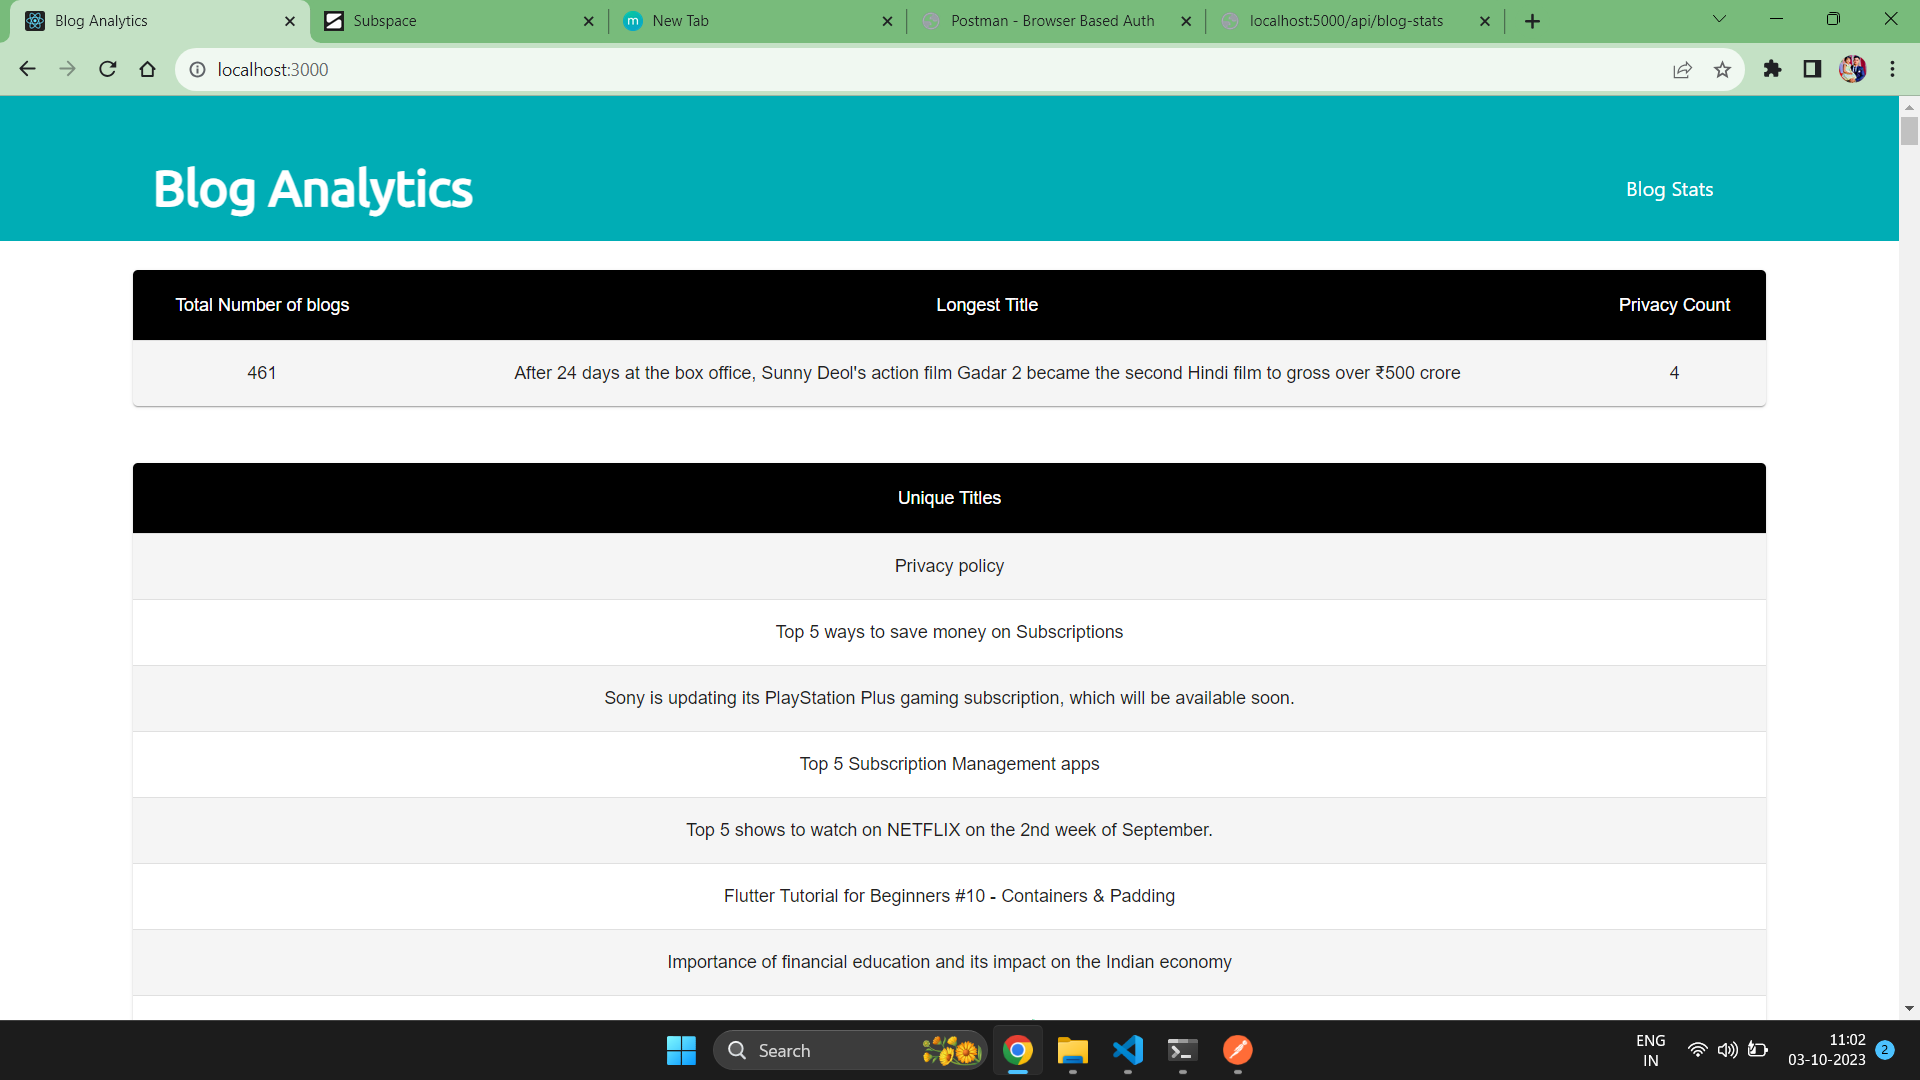 Blog Analytics
Subspace
m
New Tab
Postman - Browser Based Auth
localhost:5000/api/blog-stats
localhost:3000
Blog Analytics
Blog Stats
Total Number of blogs
Longest Title
Privacy Count
461
After 24 days at the box office, Sunny Deol's action film Gadar 2 became the second Hindi film to gross over ₹500 crore
4
Unique Titles
Privacy policy
Top 5 ways to save money on Subscriptions
Sony is updating its PlayStation Plus gaming subscription, which will be available soon.
Top 5 Subscription Management apps
Top 5 shows to watch on NETFLIX on the 2nd week of September.
Flutter Tutorial for Beginners #10 - Containers & Padding
Importance of financial education and its impact on the Indian economy
Search
ENG
IN
11:02
03-10-2023
2